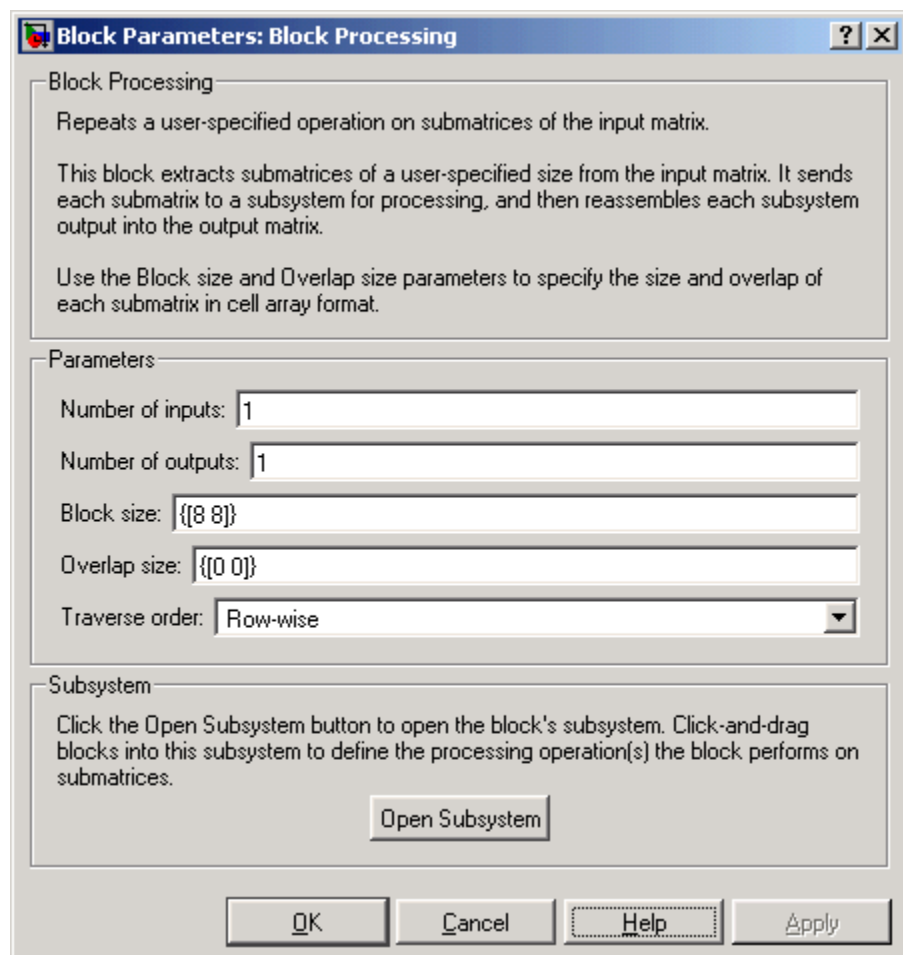 Block Parameters: Block Processing
Block Processing
Repeats a user-specified operation on submatrices of the input matrix.
This block extracts submatrices of a user-specified size from the input matrix. It sends
each submatrix to a subsystem for processing, and then reassembles each subsystem
output into the output matrix.
Use the Block size and Overlap size parameters to specify the size and overlap of
each submatrix in cell array format.
Parameters
Number of inputs: 1
Number of outputs: 1
Block size: {[8 8]}
Overlap size: {[0 0]}
Traverse order: Row-wise
Subsystem
Click the Open Subsystem button to open the block's subsystem. Click-and-drag
blocks into this subsystem to define the processing operation(s) the block performs on
submatrices.
Open Subsystem
OK Cancel Help Apply